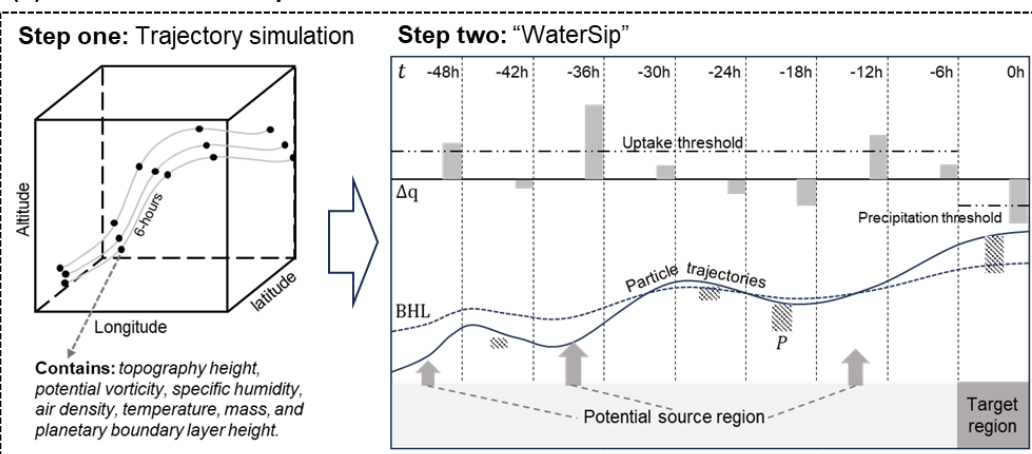 Step one: Trajectory simulation
Altitude
6-hours
latitude
Longitude
Contains: topography height,
potential vorticity, specific humidity,
air density, temperature, mass, and
planetary boundary layer height.
Step two: “WaterSip”
t -48h -42h -36h -30h -24h -18h -12h -6h 0h
Uptake threshold
Δq
Precipitation threshold
Particle trajectories
BHL
P
Potential source region
Target
region